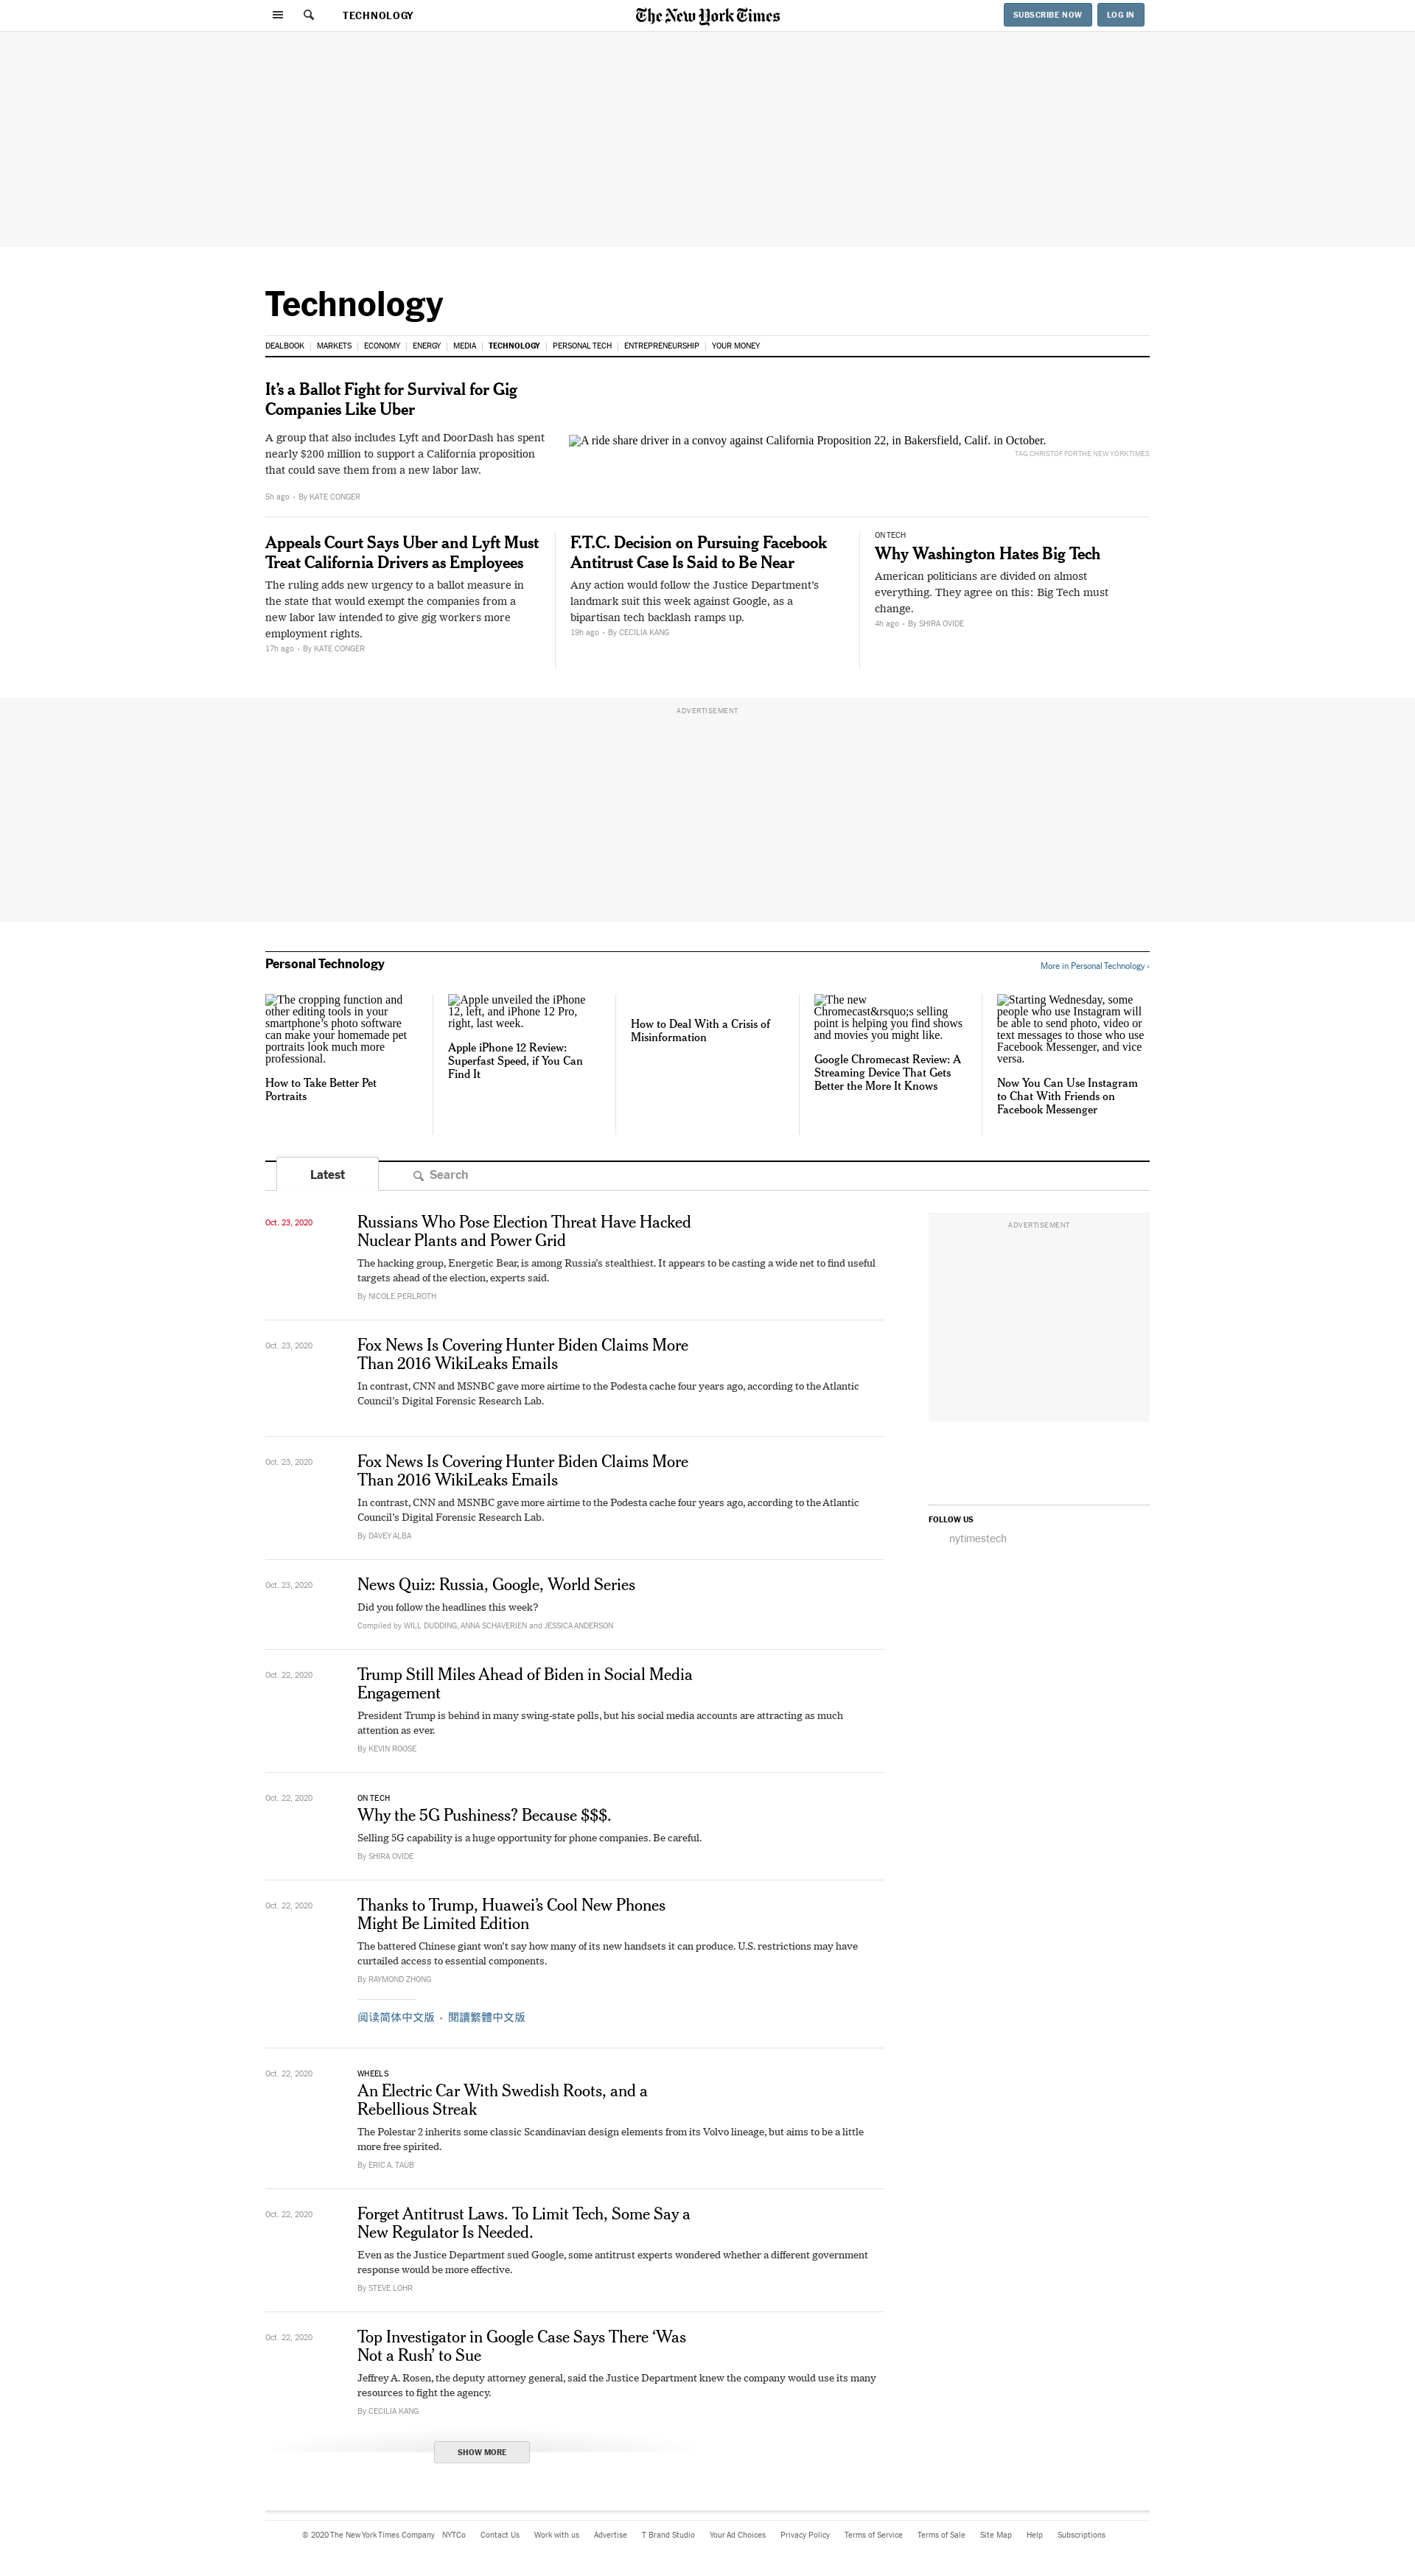 TECHNOLOGY
The New York Times
SUBSCRIBE NOW
LOG IN
Technology
DEALBOOK
MARKETS
ECONOMY
ENERGY
MEDIA
TECHNOLOGY
PERSONAL TECH
ENTREPRENEURSHIP
YOUR MONEY
It’s a Ballot Fight for Survival for Gig
Companies Like Uber
A group that also includes Lyft and DoorDash has spent
nearly $200 million to support a California proposition
that could save them from a new labor law.
5h ago • By KATE CONGER
A ride share driver in a convoy against California Proposition 22, in Bakersfield, Calif. in October.
TAG CHRISTOF FOR THE NEW YORK TIMES
Appeals Court Says Uber and Lyft Must
Treat California Drivers as Employees
The ruling adds new urgency to a ballot measure in
the state that would exempt the companies from a
new labor law intended to give gig workers more
employment rights.
17h ago • By KATE CONGER
F.T.C. Decision on Pursuing Facebook
Antitrust Case Is Said to Be Near
Any action would follow the Justice Department’s
landmark suit this week against Google, as a
bipartisan tech backlash ramps up.
19h ago • By CECILIA KANG
ON TECH
Why Washington Hates Big Tech
American politicians are divided on almost
everything. They agree on this: Big Tech must
change.
4h ago • By SHIRA OVIDE
ADVERTISEMENT
Personal Technology
More in Personal Technology ›
The cropping function and
other editing tools in your
smartphone’s photo software
can make your homemade pet
portraits look much more
professional.
How to Take Better Pet
Portraits
Apple unveiled the iPhone
12, left, and iPhone 12 Pro,
right, last week.
Apple iPhone 12 Review:
Superfast Speed, if You Can
Find It
How to Deal With a Crisis of
Misinformation
The new
Chromecast&rsquo;s selling
point is helping you find shows
and movies you might like.
Google Chromecast Review: A
Streaming Device That Gets
Better the More It Knows
Starting Wednesday, some
people who use Instagram will
be able to send photo, video or
text messages to those who use
Facebook Messenger, and vice
versa.
Now You Can Use Instagram
to Chat With Friends on
Facebook Messenger
Latest
Search
Oct. 23, 2020
Russians Who Pose Election Threat Have Hacked
Nuclear Plants and Power Grid
The hacking group, Energetic Bear, is among Russia’s stealthiest. It appears to be casting a wide net to find useful
targets ahead of the election, experts said.
By NICOLE PERLROTH
ADVERTISEMENT
Oct. 23, 2020
Fox News Is Covering Hunter Biden Claims More
Than 2016 WikiLeaks Emails
In contrast, CNN and MSNBC gave more airtime to the Podesta cache four years ago, according to the Atlantic
Council’s Digital Forensic Research Lab.
Oct. 23, 2020
Fox News Is Covering Hunter Biden Claims More
Than 2016 WikiLeaks Emails
In contrast, CNN and MSNBC gave more airtime to the Podesta cache four years ago, according to the Atlantic
Council’s Digital Forensic Research Lab.
By DAVEY ALBA
FOLLOW US
nytimestech
Oct. 23, 2020
News Quiz: Russia, Google, World Series
Did you follow the headlines this week?
Compiled by WILL DUDDING, ANNA SCHAVERIEN and JESSICA ANDERSON
Oct. 22, 2020
Trump Still Miles Ahead of Biden in Social Media
Engagement
President Trump is behind in many swing-state polls, but his social media accounts are attracting as much
attention as ever.
By KEVIN ROOSE
Oct. 22, 2020
ON TECH
Why the 5G Pushiness? Because $$$.
Selling 5G capability is a huge opportunity for phone companies. Be careful.
By SHIRA OVIDE
Oct. 22, 2020
Thanks to Trump, Huawei’s Cool New Phones
Might Be Limited Edition
The battered Chinese giant won’t say how many of its new handsets it can produce. U.S. restrictions may have
curtailed access to essential components.
By RAYMOND ZHONG
阅读简体中文版 • 閱讀繁體中文版
Oct. 22, 2020
WHEELS
An Electric Car With Swedish Roots, and a
Rebellious Streak
The Polestar 2 inherits some classic Scandinavian design elements from its Volvo lineage, but aims to be a little
more free spirited.
By ERIC A. TAUB
Oct. 22, 2020
Forget Antitrust Laws. To Limit Tech, Some Say a
New Regulator Is Needed.
Even as the Justice Department sued Google, some antitrust experts wondered whether a different government
response would be more effective.
By STEVE LOHR
Oct. 22, 2020
Top Investigator in Google Case Says There ‘Was
Not a Rush’ to Sue
Jeffrey A. Rosen, the deputy attorney general, said the Justice Department knew the company would use its many
resources to fight the agency.
By CECILIA KANG
SHOW MORE
© 2020 The New York Times Company NYTCo Contact Us Work with us Advertise T Brand Studio Your Ad Choices Privacy Policy Terms of Service Terms of Sale Site Map Help Subscriptions